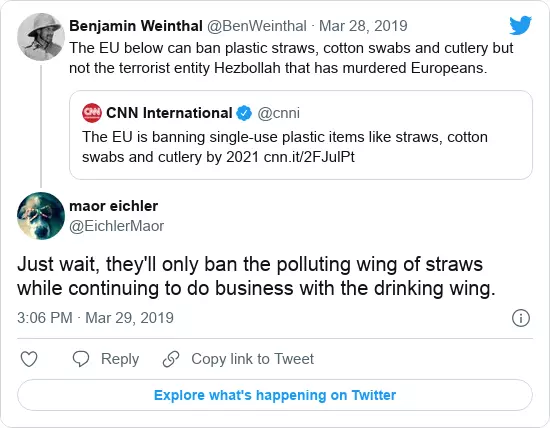 Benjamin Weinthal @BenWeinthal · Mar 28, 2019
The EU below can ban plastic straws, cotton swabs and cutlery but
not the terrorist entity Hezbollah that has murdered Europeans.
CNN International @cnni
The EU is banning single-use plastic items like straws, cotton
swabs and cutlery by 2021 cnn.it/2FJulPt
maor eichler
@EichlerMaor
Just wait, they'll only ban the polluting wing of straws
while continuing to do business with the drinking wing.
3:06 PM · Mar 29, 2019
Reply
Copy link to Tweet
Explore what's happening on Twitter